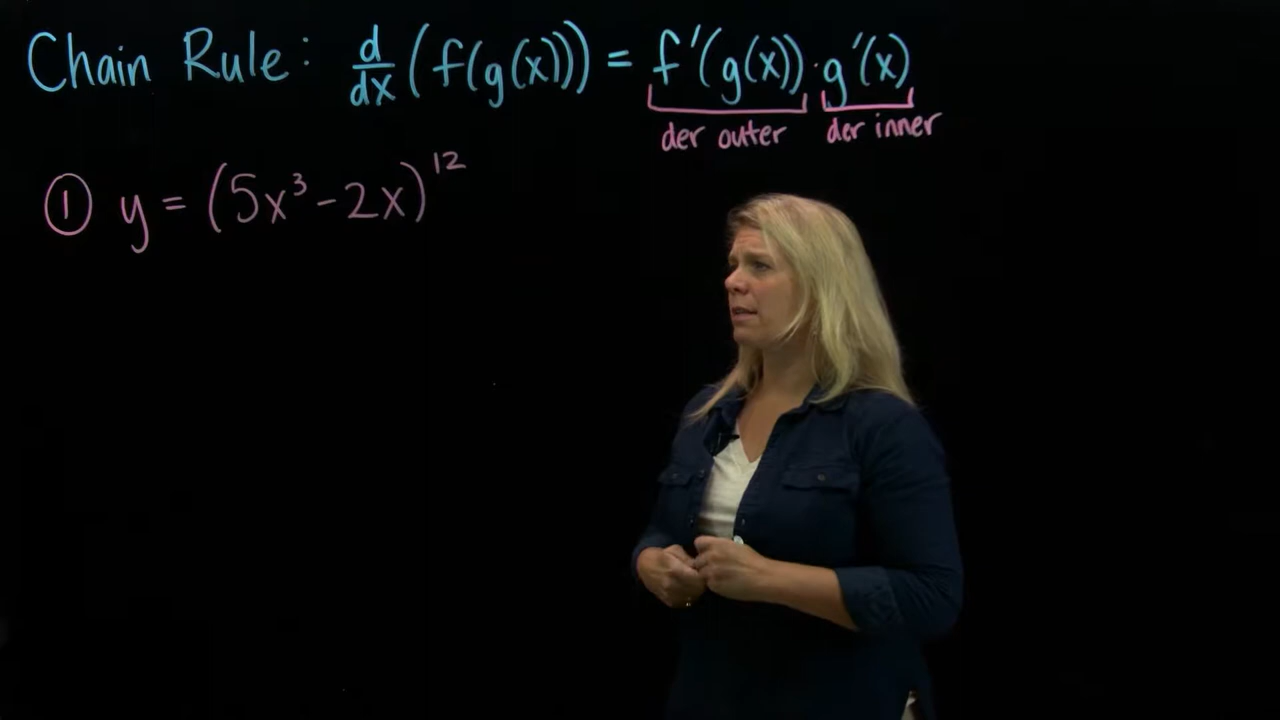 Chain Rule: d/dx (f(g(x))) = f'(g(x)) · g'(x)
der outer der inner
① y = (5x³ - 2x)¹²